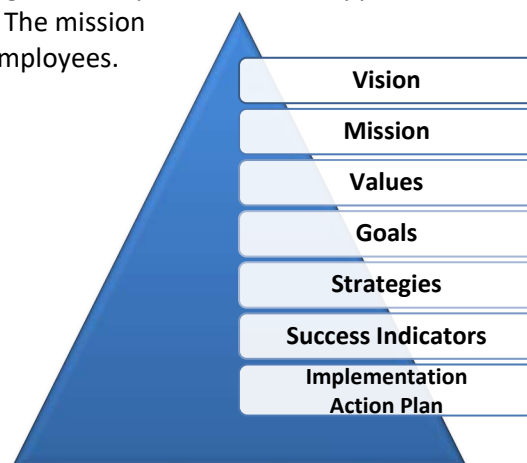 The mission
mployees.
Vision
Mission
Values
Goals
Strategies
Success Indicators
Implementation
Action Plan